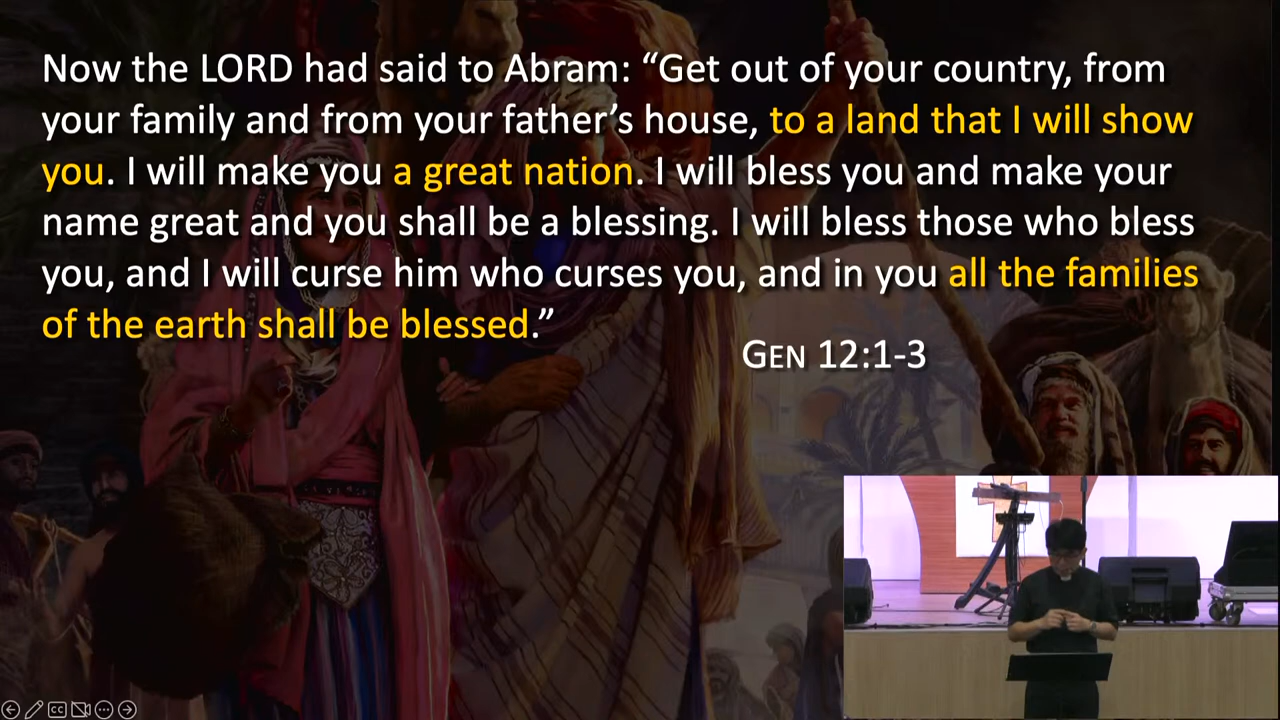 Now the LORD had said to Abram: “Get out of your country, from
your family and from your father’s house, to a land that I will show
you. I will make you a great nation. I will bless you and make your
name great and you shall be a blessing. I will bless those who bless
you, and I will curse him who curses you, and in you all the families
of the earth shall be blessed.”
GEN 12:1-3
CC